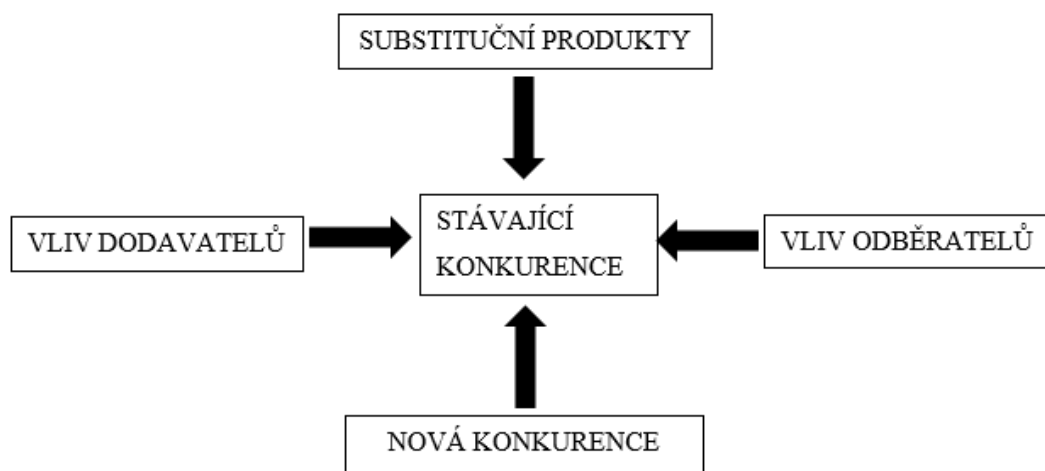 SUBSTITUČNÍ PRODUKTY
VLIV DODAVATELŮ
STÁVAJÍCÍ
KONKURENCE
VLIV ODBĚRATELŮ
NOVÁ KONKURENCE